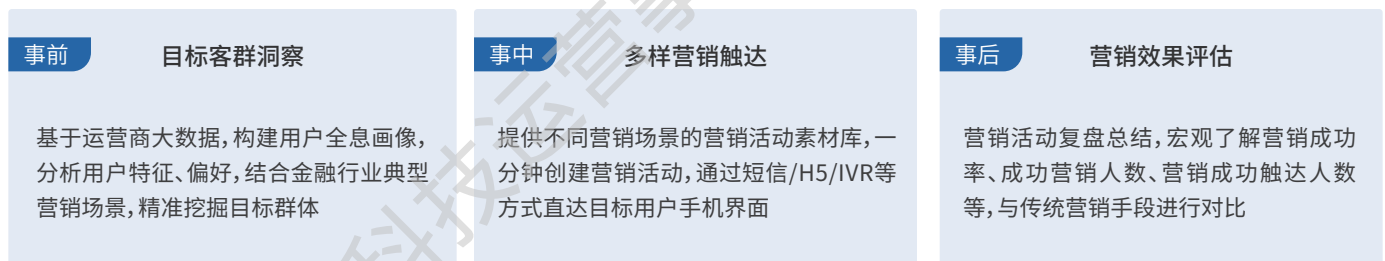 事前
目标客群洞察
基于运营商大数据，构建用户全息画像，
分析用户特征、偏好，结合金融行业典型
营销场景，精准挖掘目标群体
事中
多样营销触达
提供不同营销场景的营销活动素材库，一
分钟创建营销活动，通过短信/H5/IVR等
方式直达目标用户手机界面
事后
营销效果评估
营销活动复盘总结，宏观了解营销成功
率、成功营销人数、营销成功触达人数
等，与传统营销手段进行对比
科技运营